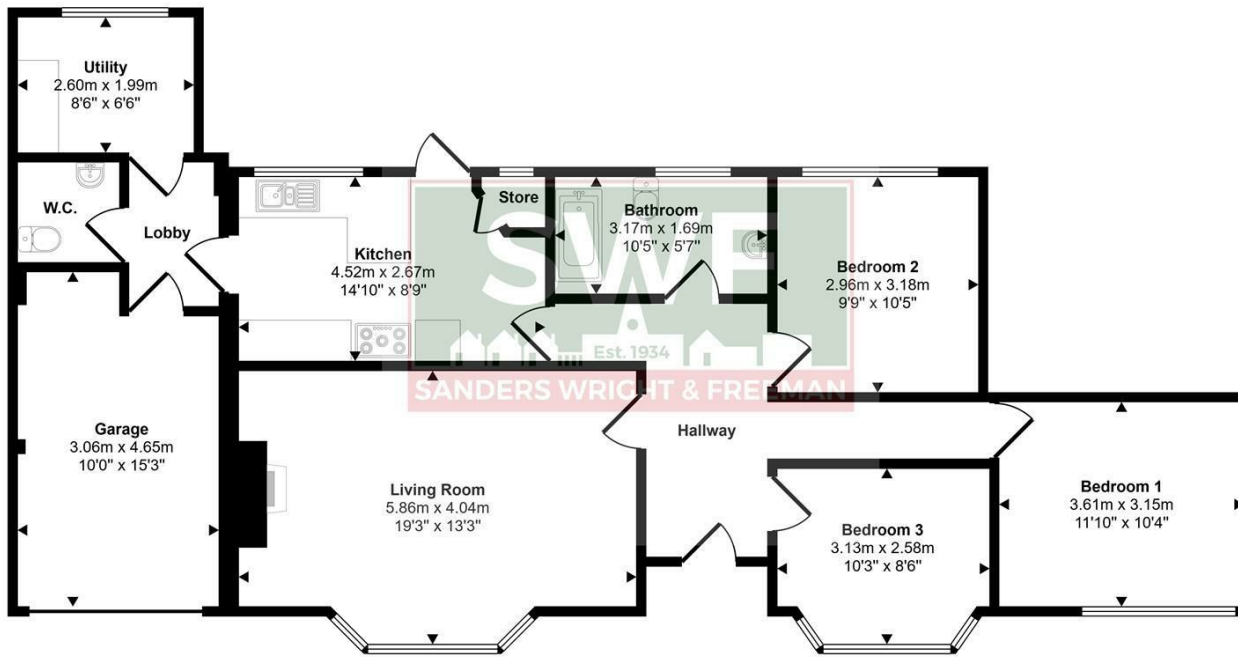 Utility
2.60m x 1.99m
8'6" x 6'6"
W.C.
Lobby
Kitchen
4.52m x 2.67m
14'10" x 8'9"
Store
Bathroom
3.17m x 1.69m
10'5" x 5'7"
Bedroom 2
2.96m x 3.18m
9'9" x 10'5"
SWF
Est. 1934
SANDERS WRIGHT & FREEMAN
Garage
3.06m x 4.65m
10'0" x 15'3"
Living Room
5.86m x 4.04m
19'3" x 13'3"
Hallway
Bedroom 3
3.13m x 2.58m
10'3" x 8'6"
Bedroom 1
3.61m x 3.15m
11'10" x 10'4"